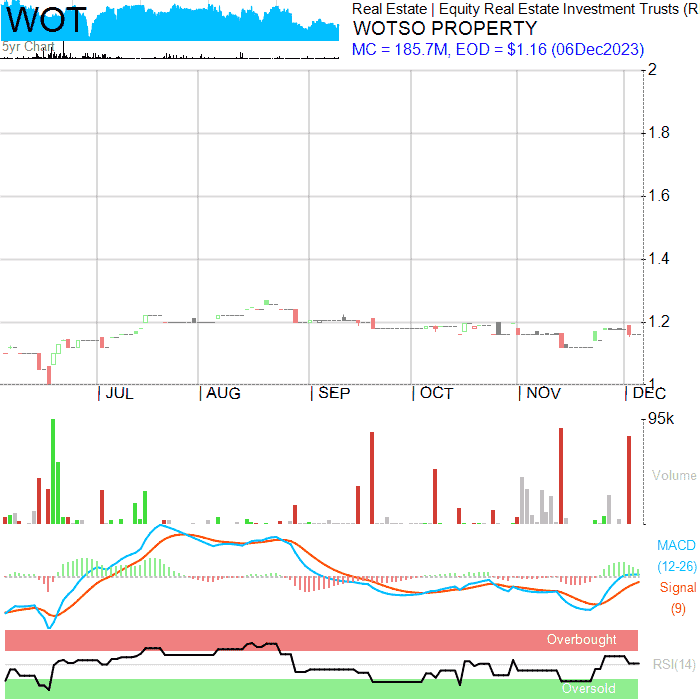 WOT
5yr Chart
Real Estate | Equity Real Estate Investment Trusts (R
WOTSO PROPERTY
MC = 185.7M, EOD = $1.16 (06Dec2023)
2
1.8
1.6
1.4
1.2
1
JUL AUG SEP OCT NOV DEC
95k
Volume
MACD
(12-26)
Signal
(9)
Overbought
RSI(14)
Oversold